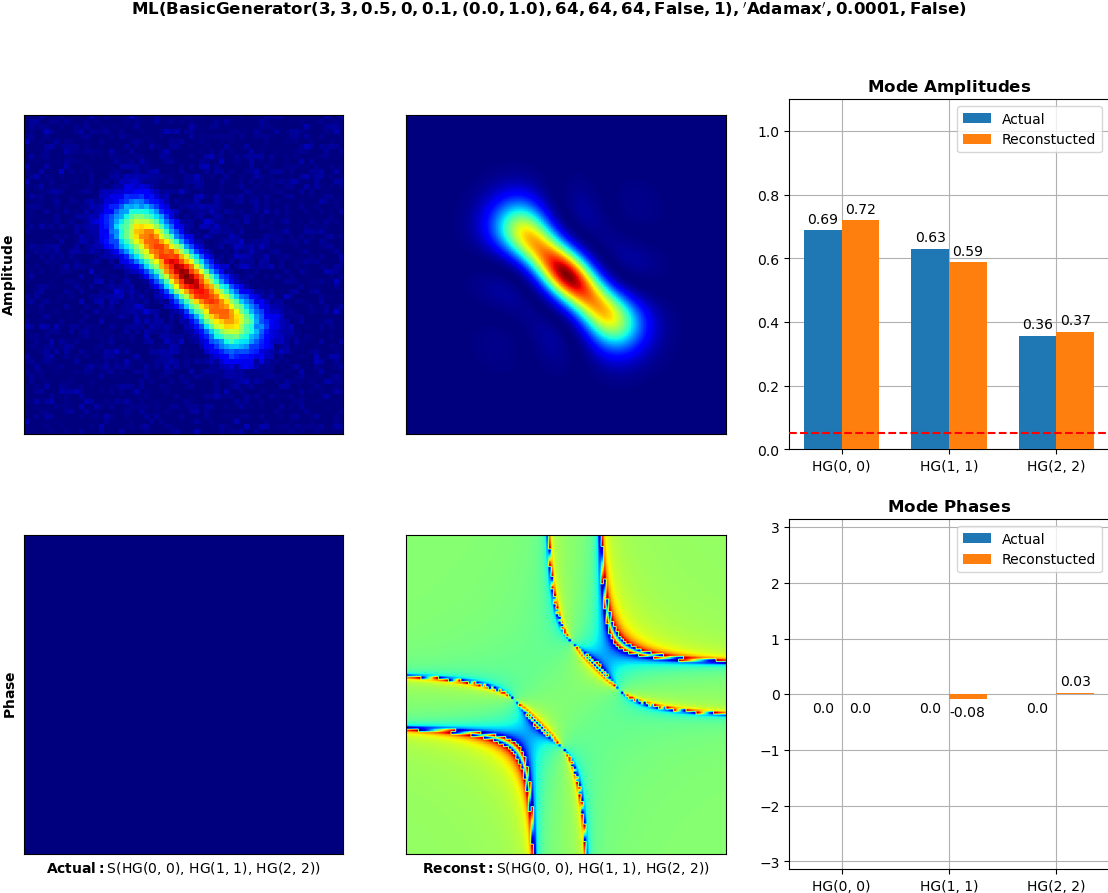 ML(BasicGenerator(3, 3, 0.5, 0, 0.1, (0.0, 1.0), 64, 64, 64, False, 1), ′Adamax′, 0.0001, False)
Amplitude
Mode Amplitudes
Actual
Reconstucted
1.0
0.8
0.6
0.4
0.2
0.0
0.69
0.72
0.63
0.59
0.36
0.37
HG(0, 0)
HG(1, 1)
HG(2, 2)
Phase
Actual: S(HG(0, 0), HG(1, 1), HG(2, 2))
Reconst: S(HG(0, 0), HG(1, 1), HG(2, 2))
Mode Phases
Actual
Reconstucted
3
2
1
0
−1
−2
−3
0.0
0.0
0.0
-0.08
0.0
0.03
HG(0, 0)
HG(1, 1)
HG(2, 2)